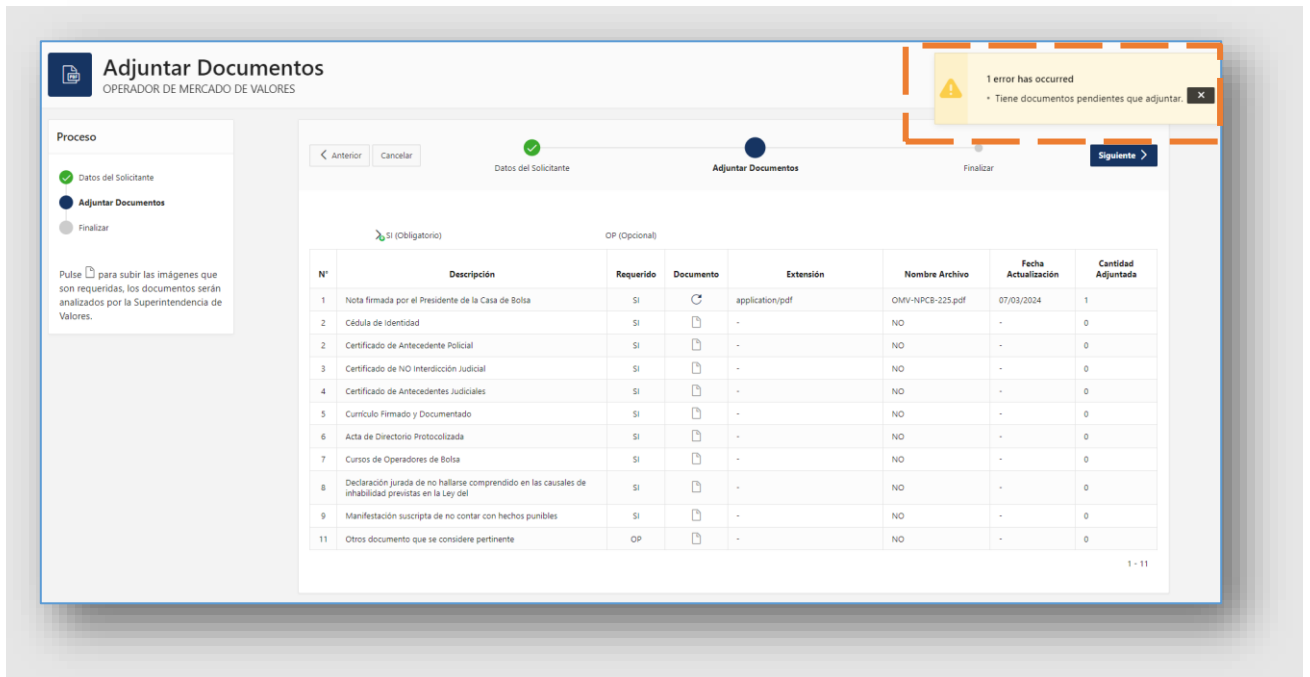 Adjuntar Documentos
OPERADOR DE MERCADO DE VALORES
1 error has occurred
• Tiene documentos pendientes que adjuntar.
Proceso
Datos del Solicitante
Adjuntar Documentos
Finalizar
Pulse para subir las imágenes que
son requeridas, los documentos serán
analizados por la Superintendencia de
Valores.
Anterior Cancelar
Datos del Solicitante
Adjuntar Documentos
Finalizar
Siguiente
SI (Obligatorio) OP (Opcional)
N° Descripción Requerido Documento Extensión Nombre Archivo Fecha Actualización Cantidad Adjuntada
1 Nota firmada por el Presidente de la Casa de Bolsa SI application/pdf OMV-NPCB-225.pdf 07/03/2024 1
2 Cédula de Identidad SI - NO - 0
2 Certificado de Antecedente Policial SI - NO - 0
3 Certificado de NO Interdicción Judicial SI - NO - 0
4 Certificado de Antecedentes Judiciales SI - NO - 0
5 Currículo Firmado y Documentado SI - NO - 0
6 Acta de Directorio Protocolizada SI - NO - 0
7 Cursos de Operadores de Bolsa SI - NO - 0
8 Declaración jurada de no hallarse comprendido en las causales de
inhabilidad previstas en la Ley del SI - NO - 0
9 Manifestación suscripta de no contar con hechos punibles SI - NO - 0
11 Otros documento que se considere pertinente OP - NO - 0
1 - 11